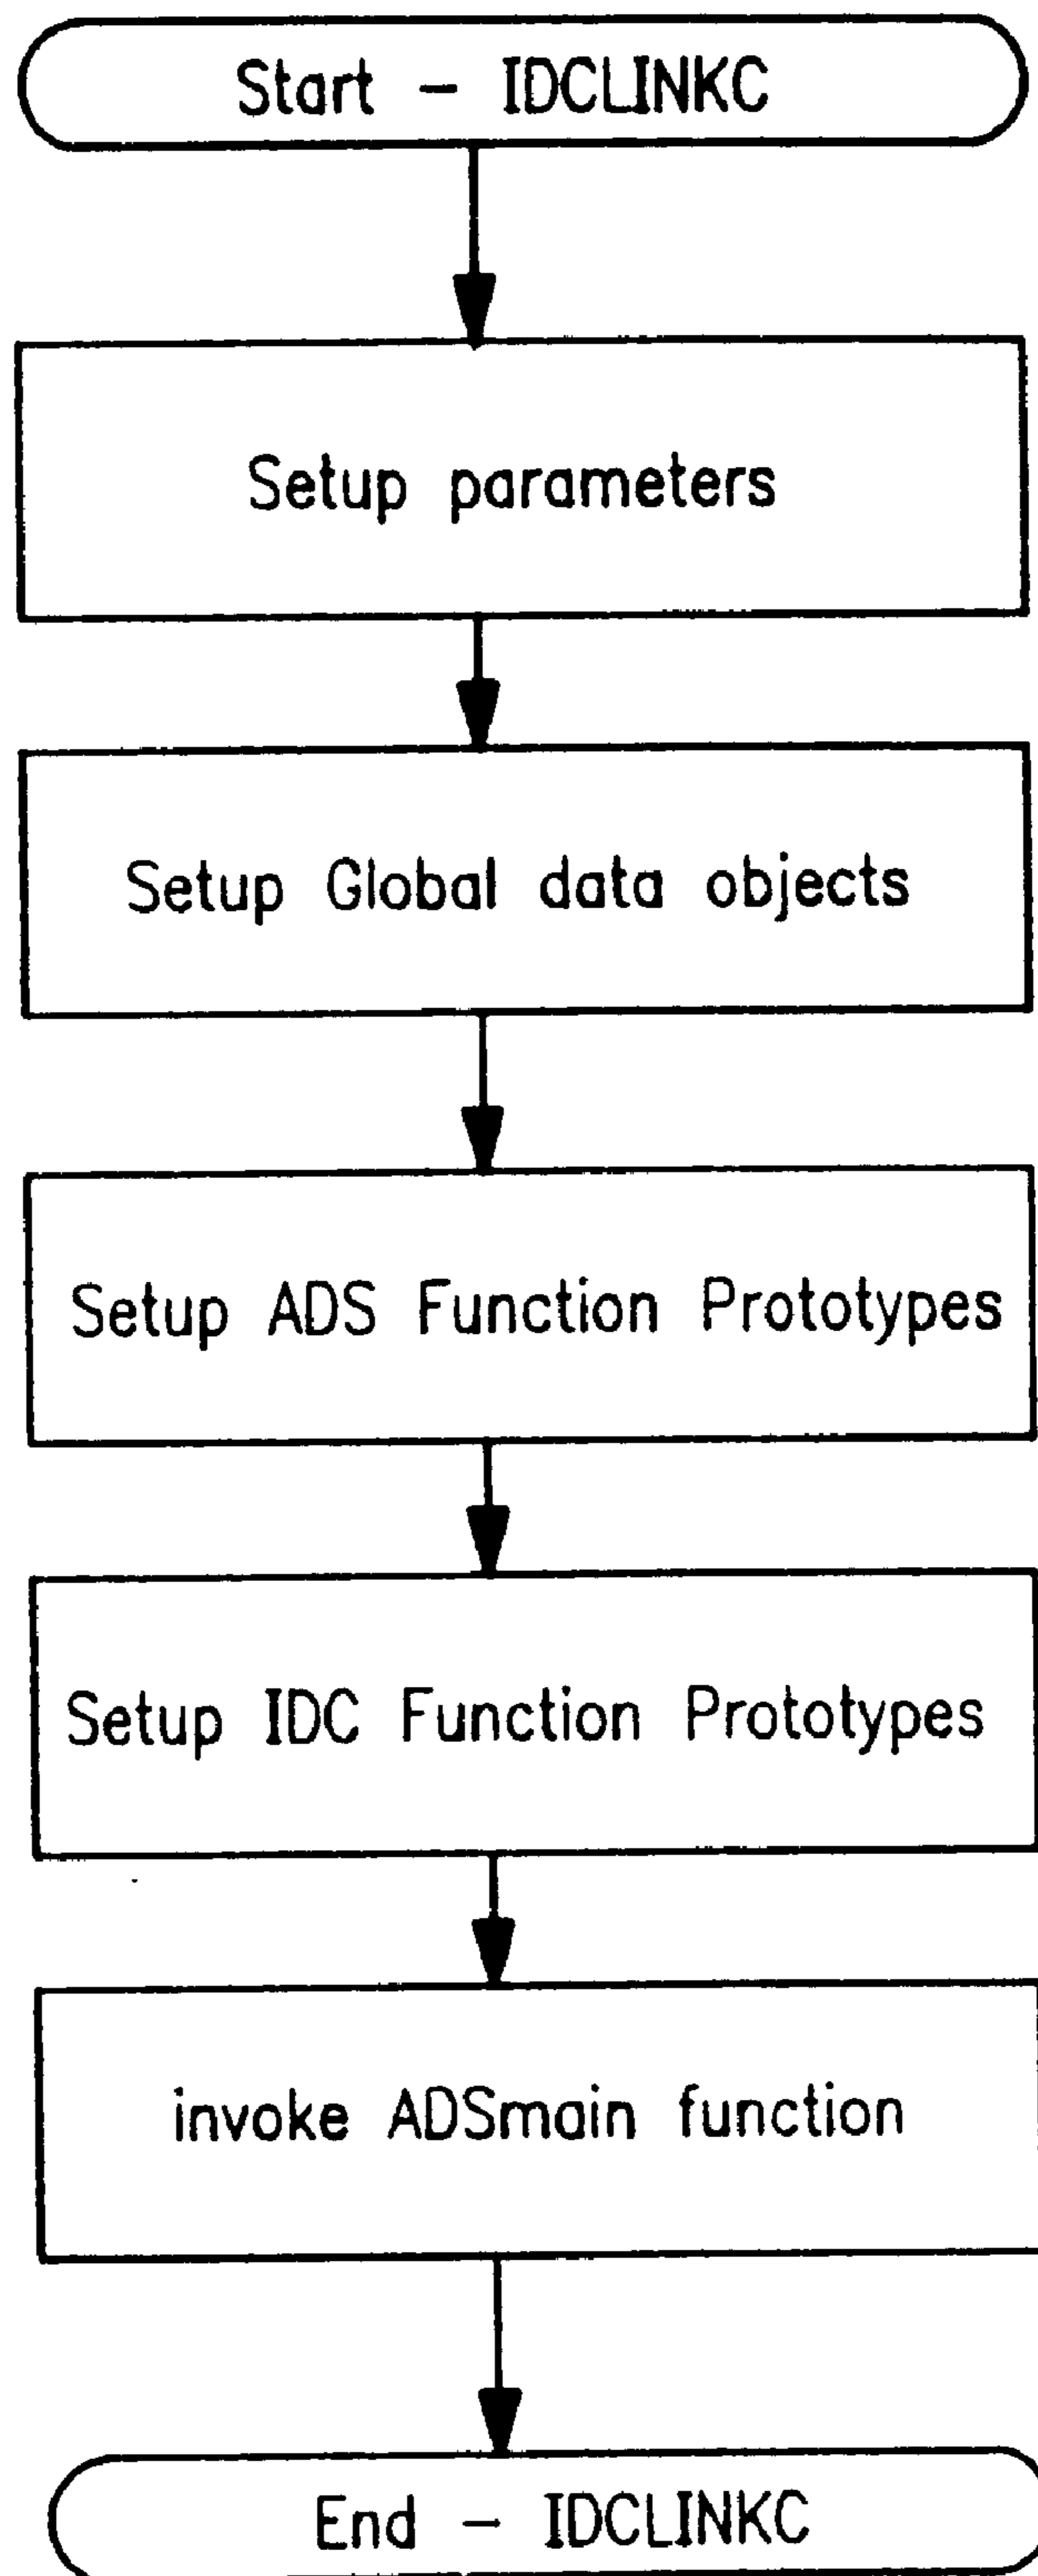 Start - IDCLINKC
Setup parameters
Setup Global data objects
Setup ADS Function Prototypes
Setup IDC Function Prototypes
invoke ADSmain function
End - IDCLINKC